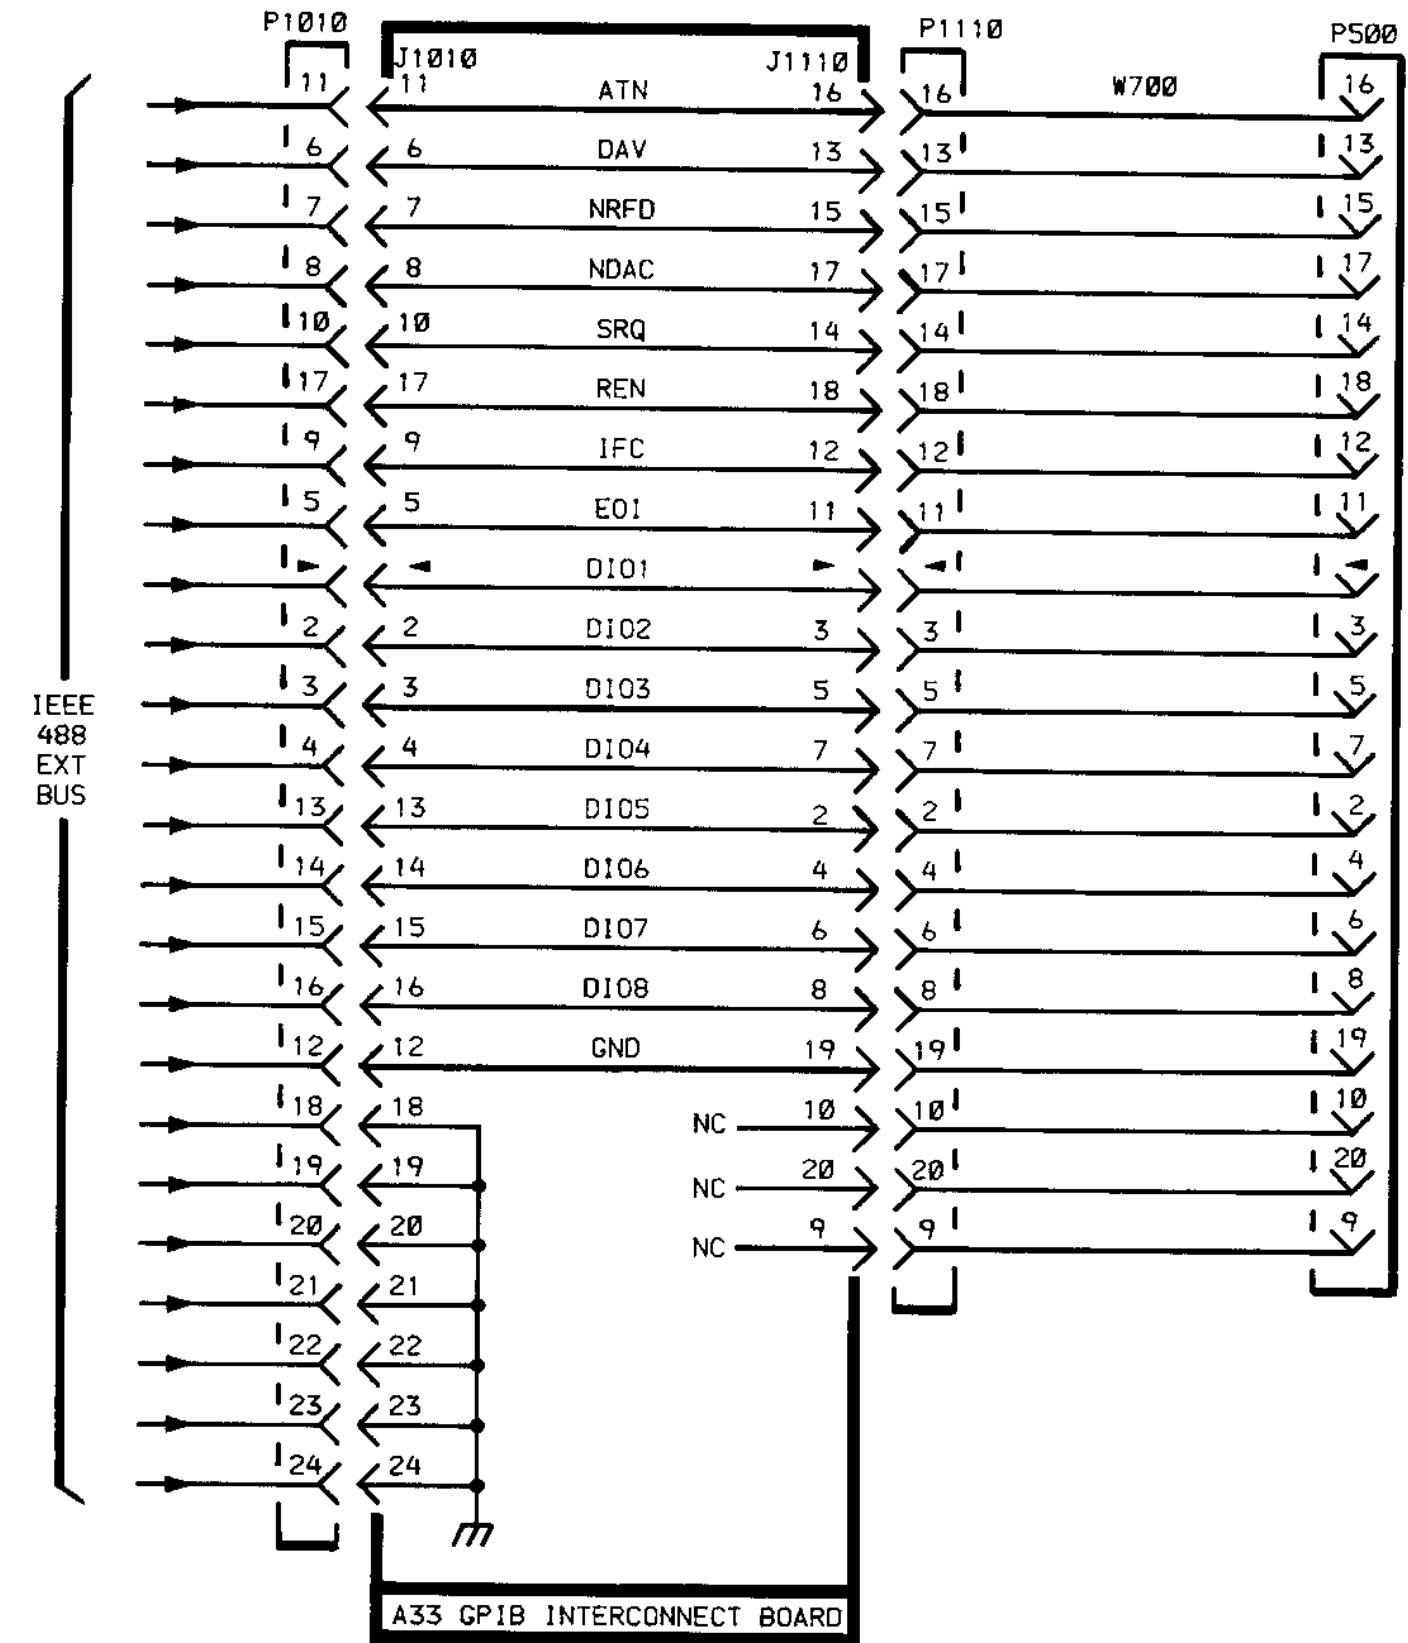 P1010 P1110 P500
J1010 J1110
11 11 ATN 16 16 W700 16
6 6 DAV 13 13 13
7 7 NRFD 15 15 15
8 8 NDAC 17 17 17
10 10 SRQ 14 14 14
17 17 REN 18 18 18
9 9 IFC 12 12 12
5 5 EOI 11 11 11
DIO1
2 2 DIO2 3 3 3
3 3 DIO3 5 5 5
4 4 DIO4 7 7 7
13 13 DIO5 2 2 2
14 14 DIO6 4 4 4
15 15 DIO7 6 6 6
16 16 DIO8 8 8 8
12 12 GND 19 19 19
18 18 NC 10 10 10
19 19 NC 20 20 20
20 20 NC 9 9 9
21 21
22 22
23 23
24 24
IEEE
488
EXT
BUS
A33 GPIB INTERCONNECT BOARD